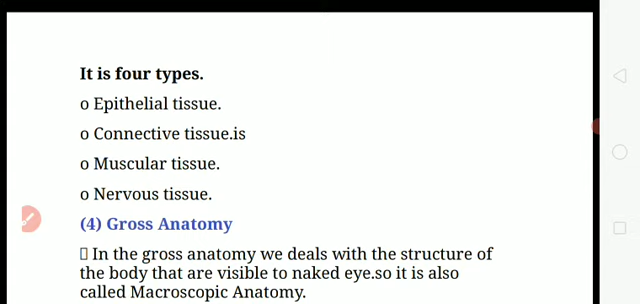 It is four types.
o Epithelial tissue.
o Connective tissue.is
o Muscular tissue.
o Nervous tissue.
(4) Gross Anatomy
▯ In the gross anatomy we deals with the structure of
the body that are visible to naked eye.so it is also
called Macroscopic Anatomy.